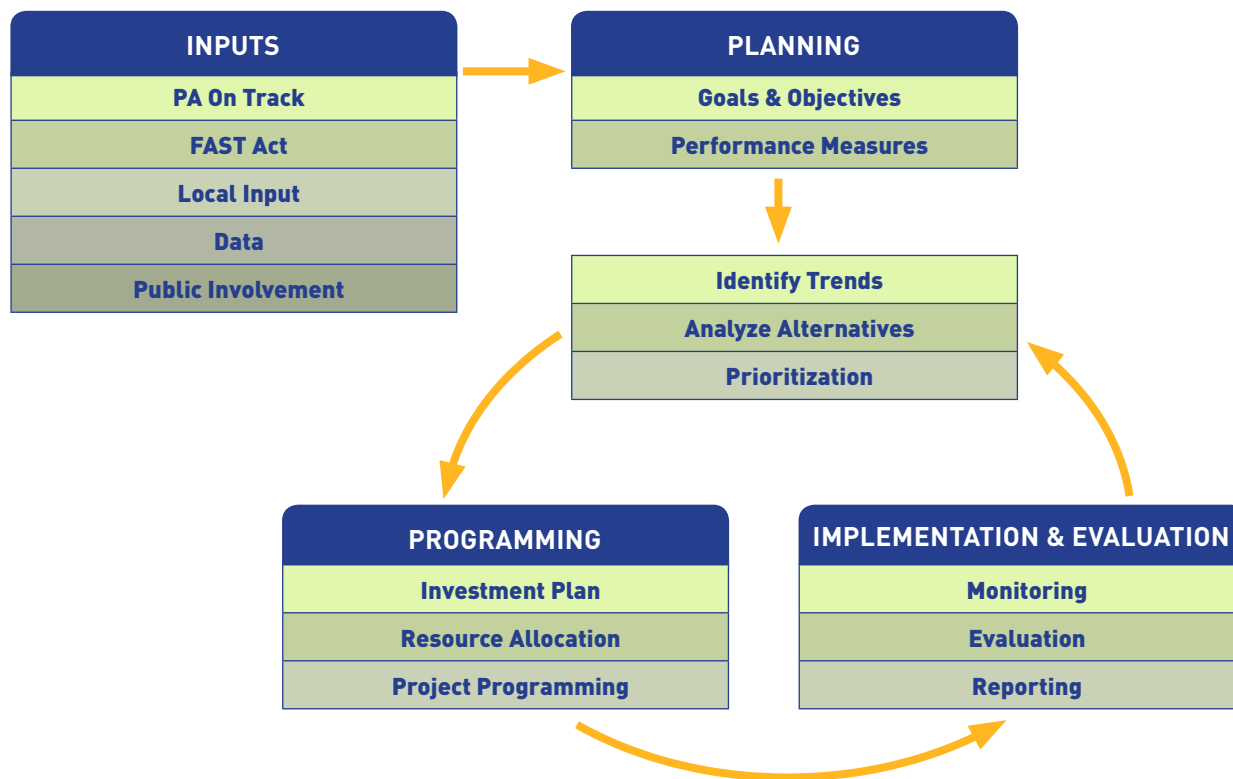 INPUTS
PA On Track
FAST Act
Local Input
Data
Public Involvement
PLANNING
Goals & Objectives
Performance Measures
Identify Trends
Analyze Alternatives
Prioritization
PROGRAMMING
Investment Plan
Resource Allocation
Project Programming
IMPLEMENTATION & EVALUATION
Monitoring
Evaluation
Reporting